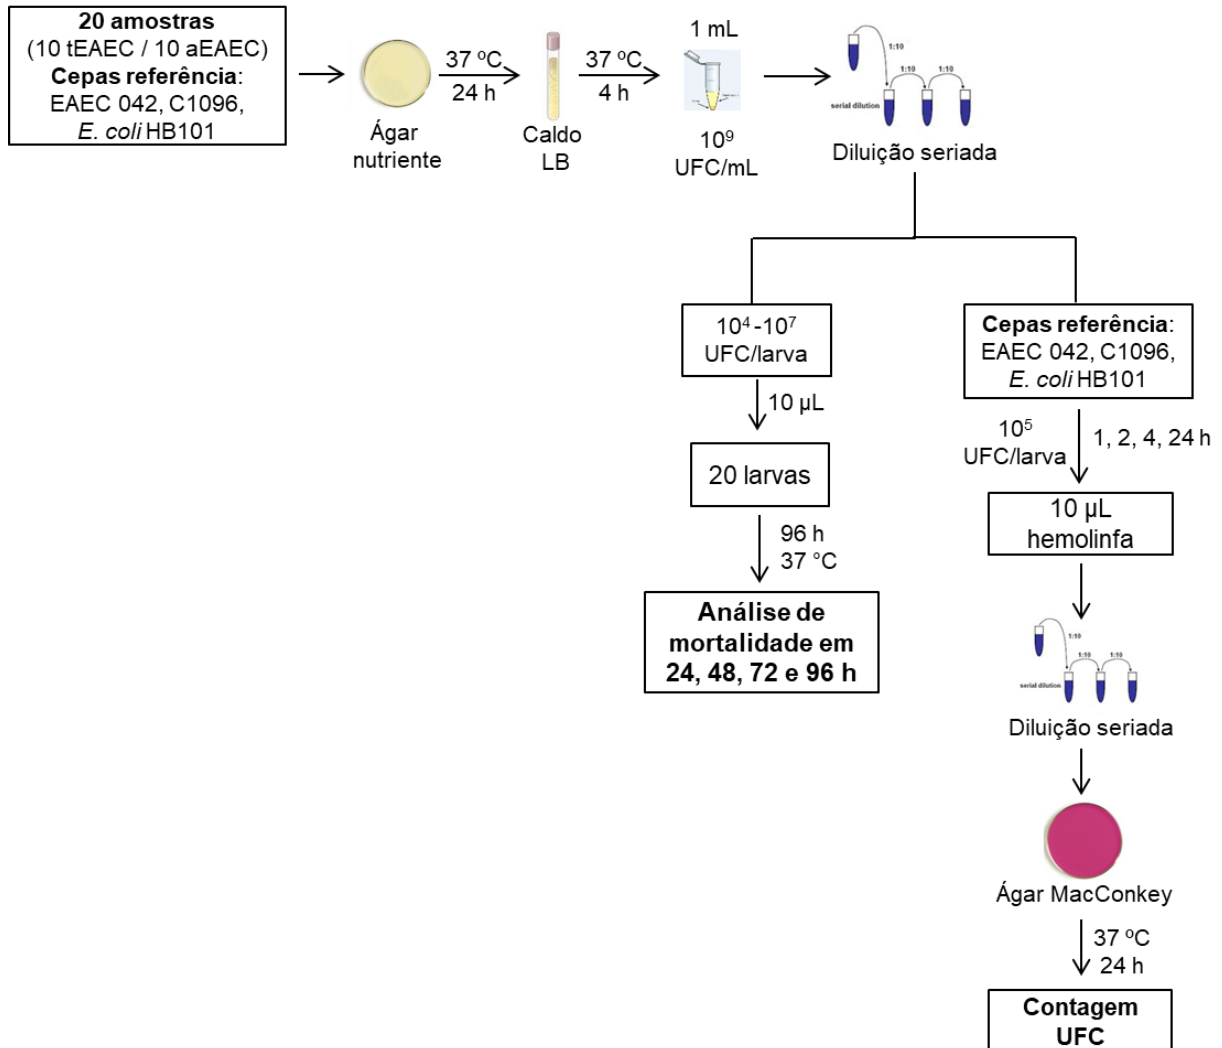 20 amostras
(10 tEAEC / 10 aEAEC)
Cepas referência:
EAEC 042, C1096,
E. coli HB101
Ágar
nutriente
37 ºC
24 h
Caldo
LB
37 ºC
4 h
1 mL
10⁹
UFC/mL
1:10
1:10
1:10
serial dilution
Diluição seriada
10⁴ -10⁷
UFC/larva
10 µL
20 larvas
96 h
37 °C
Análise de
mortalidade em
24, 48, 72 e 96 h
Cepas referência:
EAEC 042, C1096,
E. coli HB101
10⁵
UFC/larva
1, 2, 4, 24 h
10 µL
hemolinfa
1:10
1:10
1:10
serial dilution
Diluição seriada
Ágar MacConkey
37 ºC
24 h
Contagem
UFC